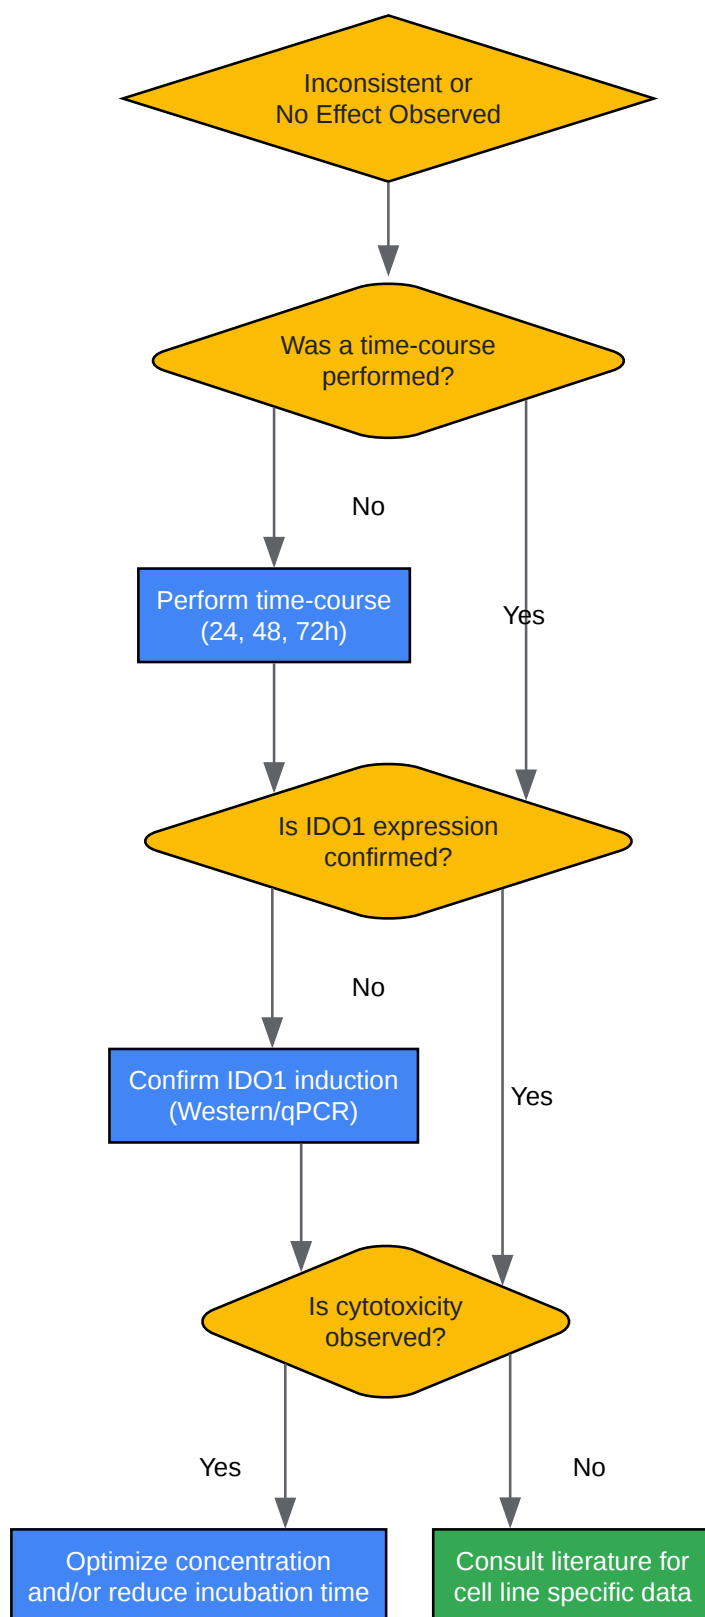 Inconsistent or
No Effect Observed
Was a time-course
performed?
No
Yes
Perform time-course
(24, 48, 72h)
Is IDO1 expression
confirmed?
No
Yes
Confirm IDO1 induction
(Western/qPCR)
Is cytotoxicity
observed?
Yes
No
Optimize concentration
and/or reduce incubation time
Consult literature for
cell line specific data